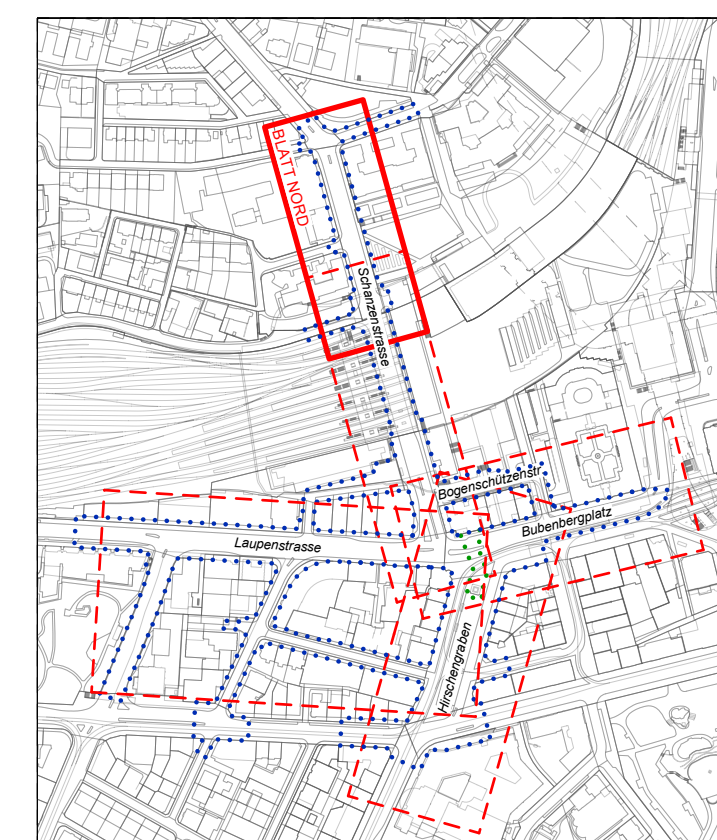 BLATT NORD
Schanzenstrasse
Bogenschützenstr
Bubenbergplatz
Laupenstrasse
Hirschengraben